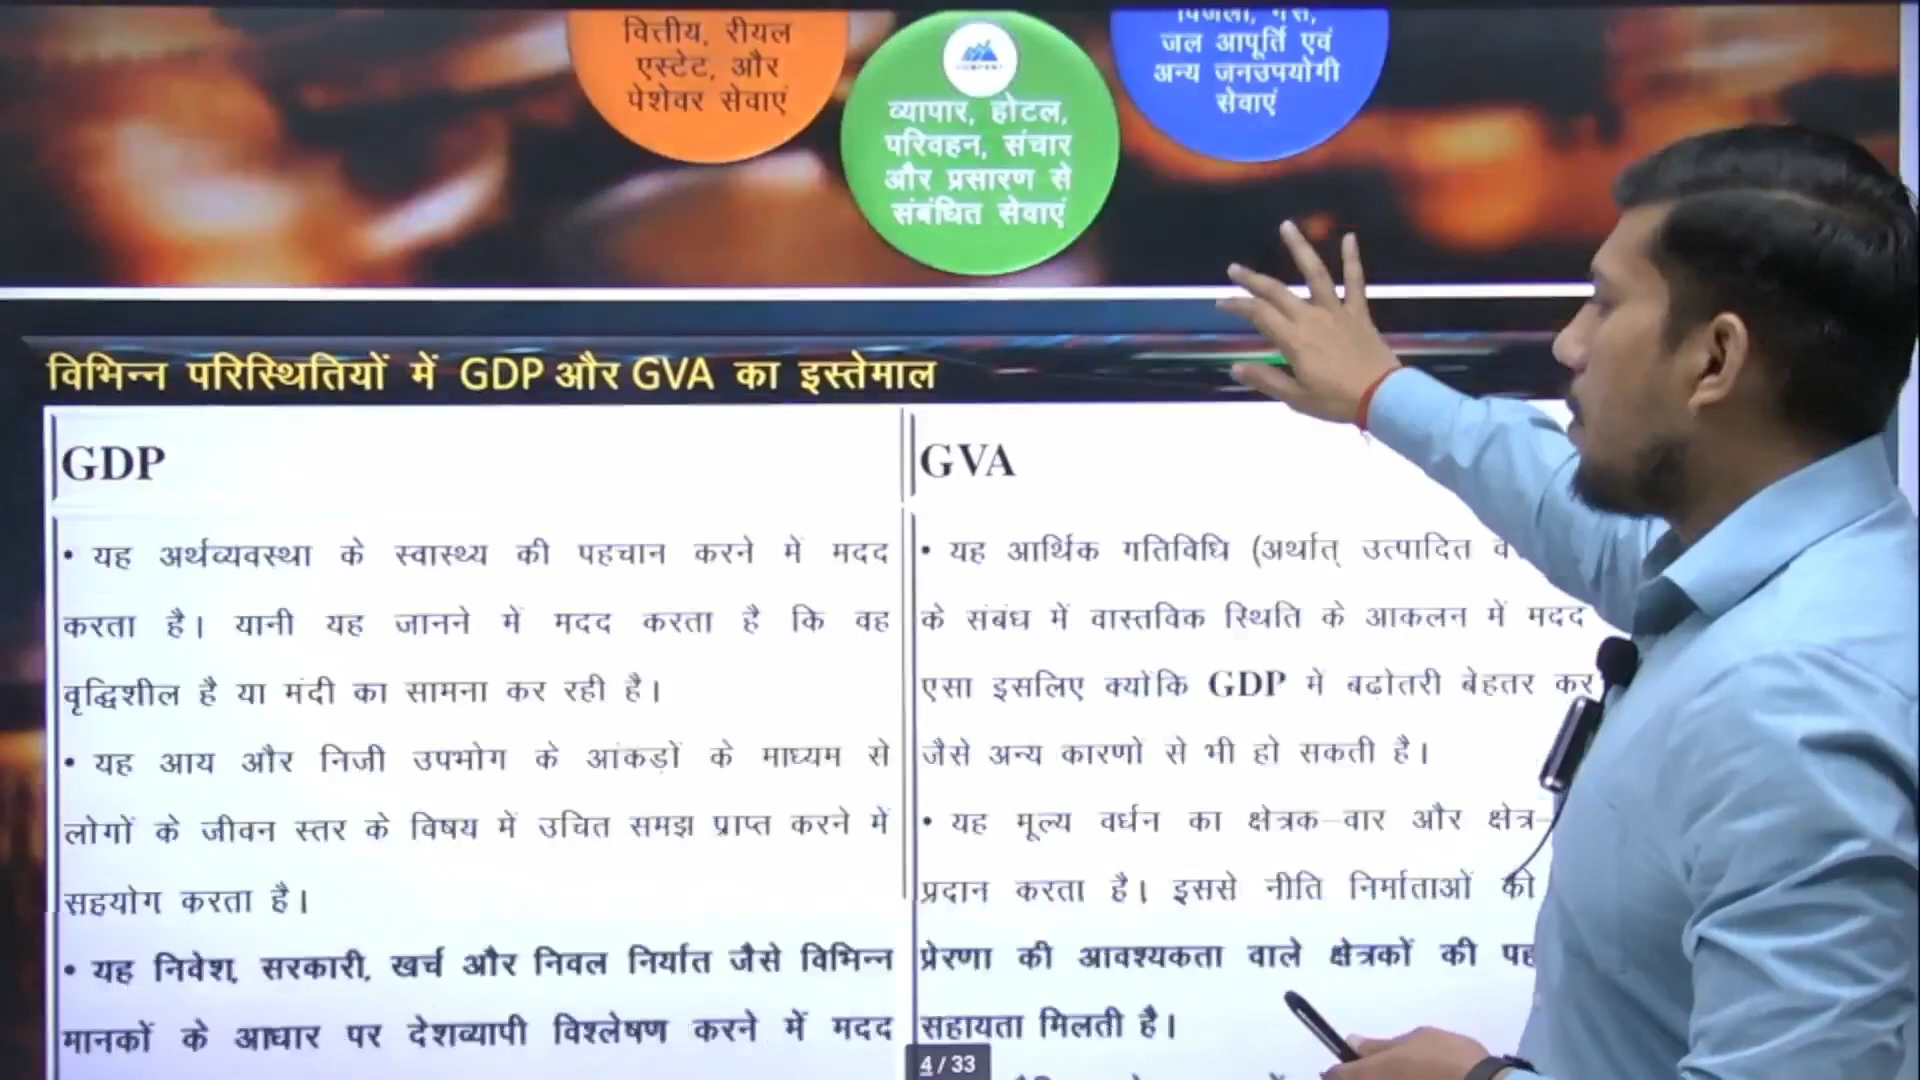 वित्तीय, रीयल
एस्टेट, और
पेशेवर सेवाएं
व्यापार, होटल,
परिवहन, संचार
और प्रसारण से
संबंधित सेवाएं
जल आपूर्ति एवं
अन्य जनउपयोगी
सेवाएं
विभिन्न परिस्थितियों में GDP और GVA का इस्तेमाल
GDP
• यह अर्थव्यवस्था के स्वास्थ्य की पहचान करने में मदद
करता है। यानी यह जानने में मदद करता है कि वह
वृद्धिशील है या मंदी का सामना कर रही है।
• यह आय और निजी उपभोग के आंकड़ों के माध्यम से
लोगों के जीवन स्तर के विषय में उचित समझ प्राप्त करने में
सहयोग करता है।
• यह निवेश, सरकारी, खर्च और निवल निर्यात जैसे विभिन्न
मानकों के आधार पर देशव्यापी विश्लेषण करने में मदद
GVA
• यह आर्थिक गतिविधि (अर्थात् उत्पादित
के संबंध में वास्तविक स्थिति के आकलन में मदद
एसा इसलिए क्योंकि GDP में बढोतरी बेहतर कर
जैसे अन्य कारणों से भी हो सकती है।
• यह मूल्य वर्धन का क्षेत्रक-वार और क्षेत्र-
प्रदान करता है। इससे नीति निर्माताओं को
प्रेरणा की आवश्यकता वाले क्षेत्रकों की
सहायता मिलती है।
4 / 33